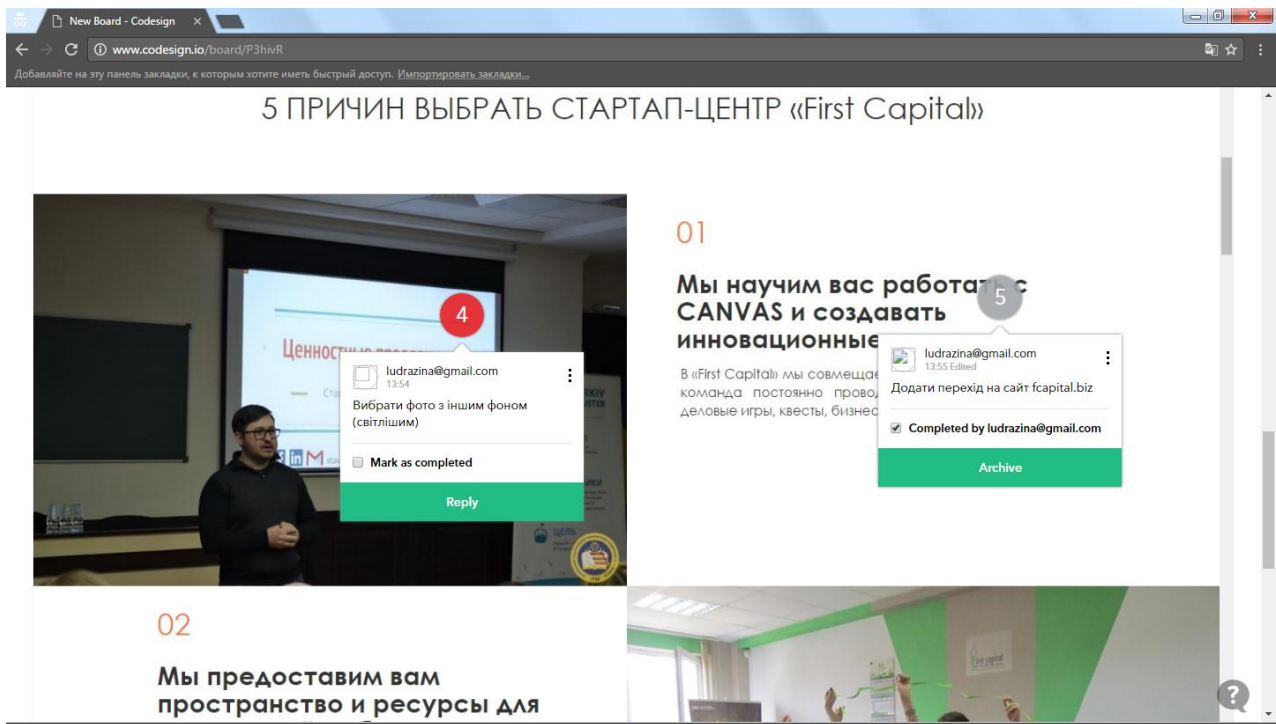 New Board - Codesign
www.codesign.io/board/P3hivR
Добавляйте на эту панель закладки, к которым хотите иметь быстрый доступ. Импортировать закладки...
5 ПРИЧИН ВЫБРАТЬ СТАРТАП-ЦЕНТР «First Capital»
01
Мы научим вас работать с
CANVAS и создавать
инновационные
В «First Capital» мы совмещае
команда постоянно провод
деловые игры, квесты, бизнес
4
ludrazina@gmail.com
13:54
Вибрати фото з іншим фоном
(світлішим)
Mark as completed
Reply
5
ludrazina@gmail.com
13:55 Edited
Додати перехід на сайт fcapital.biz
Completed by ludrazina@gmail.com
Archive
Ценностные
ЦЕЛЬ
02
Мы предоставим вам
пространство и ресурсы для
First capital
?